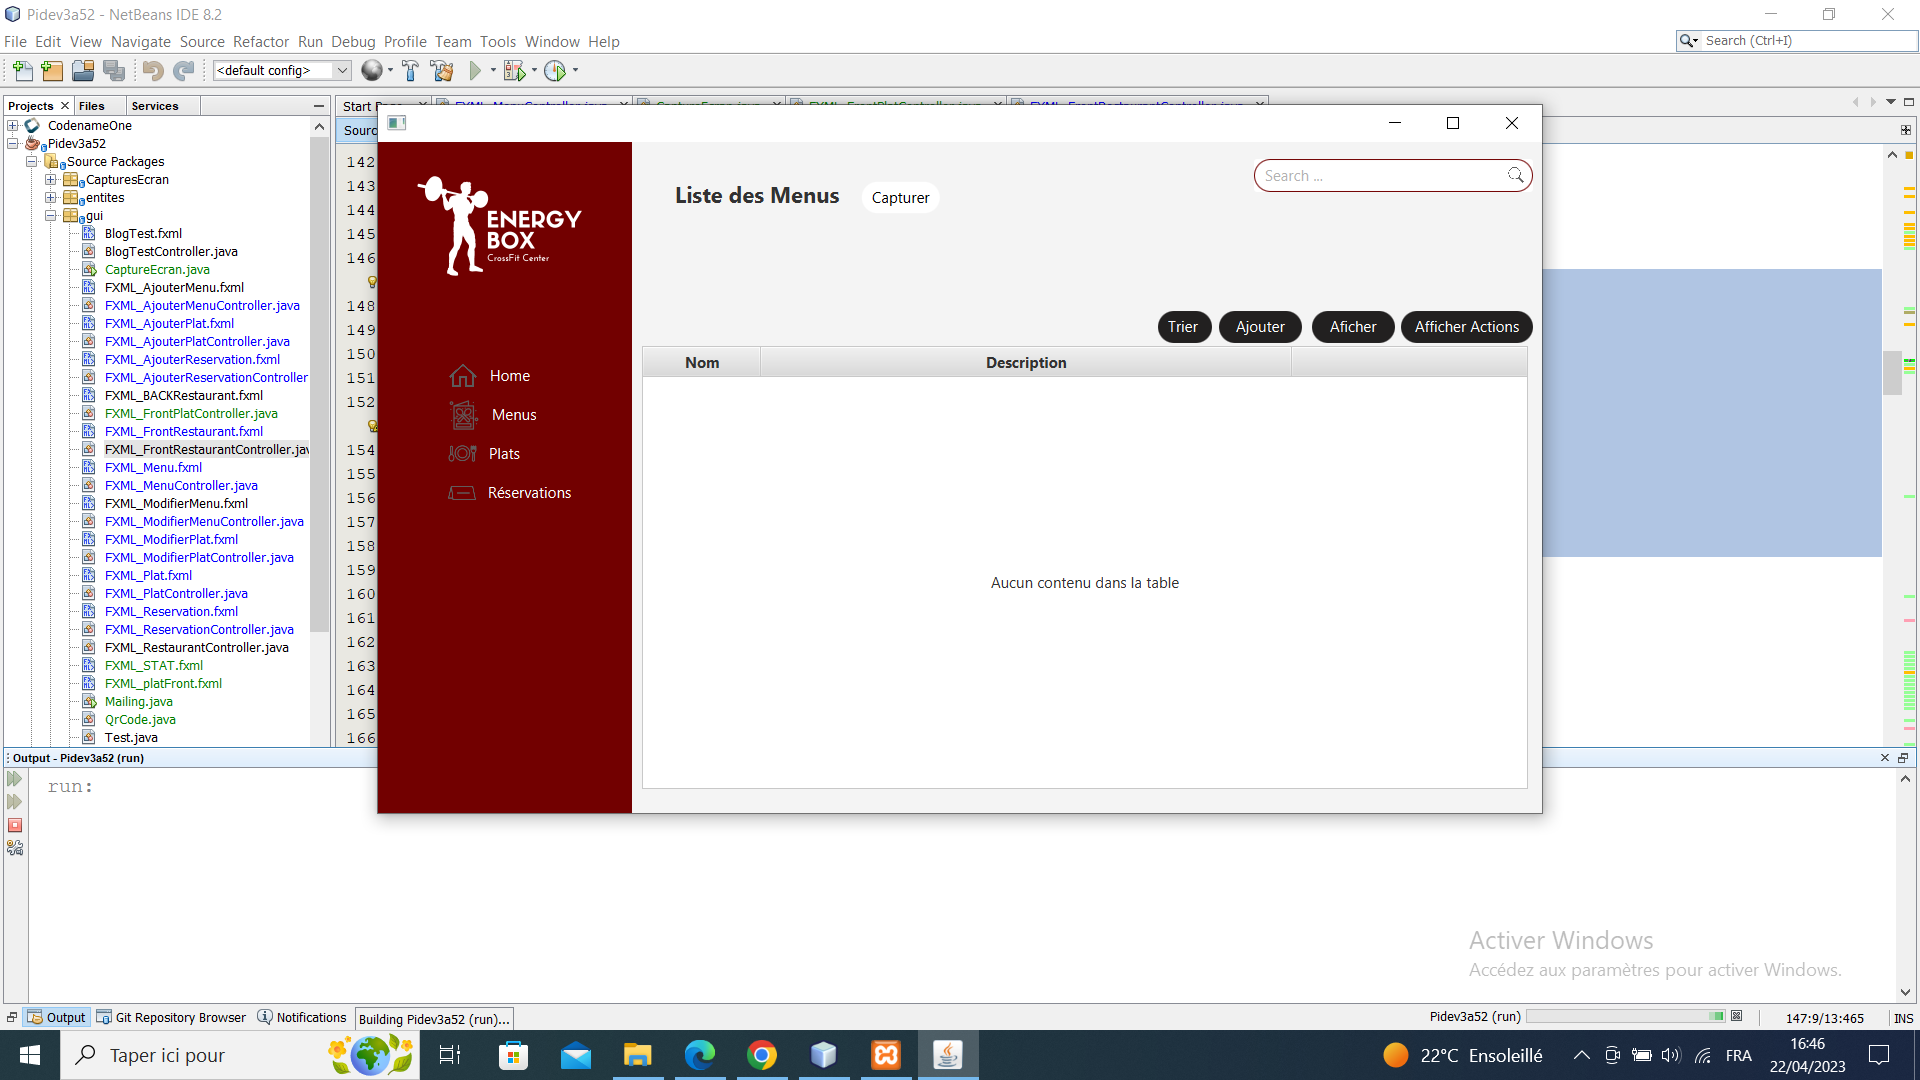 Pidev3a52 - NetBeans IDE 8.2
File Edit View Navigate Source Refactor Run Debug Profile Team Tools Window Help
Search (Ctrl+I)
<default config>
Projects Files Services
Start
CodenameOne
Pidev3a52
Source Packages
CapturesEcran
entites
gui
BlogTest.fxml
BlogTestController.java
CaptureEcran.java
FXML_AjouterMenu.fxml
FXML_AjouterMenuController.java
FXML_AjouterPlat.fxml
FXML_AjouterPlatController.java
FXML_AjouterReservation.fxml
FXML_AjouterReservationController
FXML_BACKRestaurant.fxml
FXML_FrontPlatController.java
FXML_FrontRestaurant.fxml
FXML_FrontRestaurantController.jav
FXML_Menu.fxml
FXML_MenuController.java
FXML_ModifierMenu.fxml
FXML_ModifierMenuController.java
FXML_ModifierPlat.fxml
FXML_ModifierPlatController.java
FXML_Plat.fxml
FXML_PlatController.java
FXML_Reservation.fxml
FXML_ReservationController.java
FXML_RestaurantController.java
FXML_STAT.fxml
FXML_platFront.fxml
Mailing.java
QrCode.java
Test.java
Sourc
142
143
144
145
146
148
149
150
151
152
154
155
156
157
158
159
160
161
162
163
164
165
166
ENERGY
BOX
CrossFit Center
Home
Menus
Plats
Réservations
Liste des Menus
Capturer
Search ...
Trier Ajouter Aficher Afficher Actions
Nom Description
Aucun contenu dans la table
Output - Pidev3a52 (run)
run:
Activer Windows
Accédez aux paramètres pour activer Windows.
Output Git Repository Browser Notifications Building Pidev3a52 (run)...
Pidev3a52 (run)
147:9/13:465 INS
Taper ici pour
22°C Ensoleillé
FRA
16:46
22/04/2023